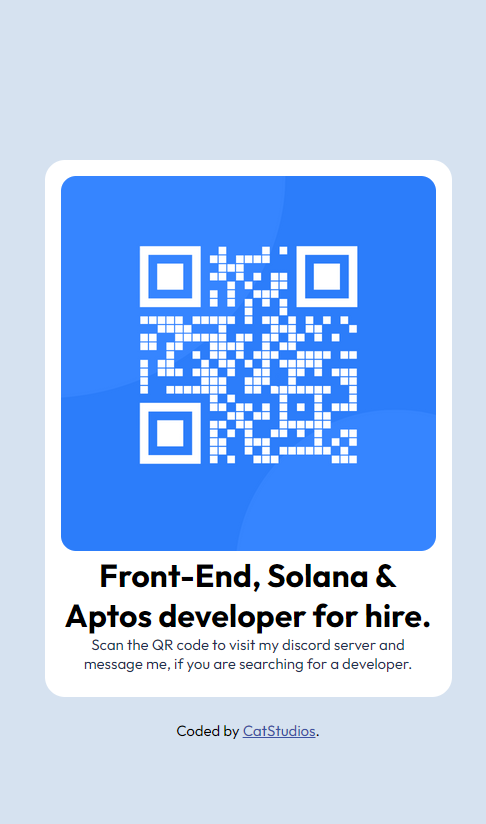 Front-End, Solana &
Aptos developer for hire.
Scan the QR code to visit my discord server and
message me, if you are searching for a developer.
Coded by CatStudios.